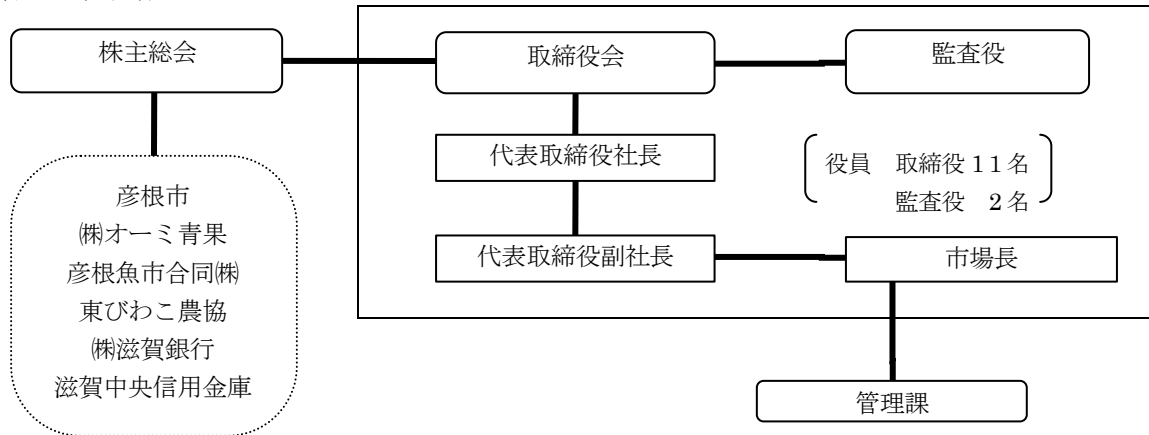 株主総会
取締役会
監査役
代表取締役社長
役員 取締役11名
監査役 2名
代表取締役副社長
市場長
彦根市
㈱オーミ青果
彦根魚市合同㈱
東びわこ農協
㈱滋賀銀行
滋賀中央信用金庫
管理課